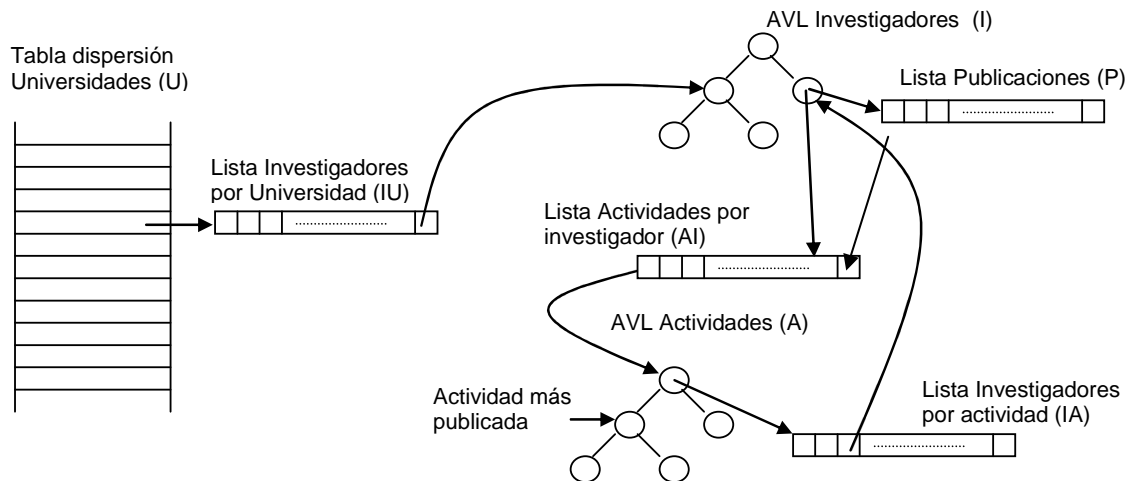 AVL Investigadores (I)
Tabla dispersión
Universidades (U)
Lista Publicaciones (P)
Lista Investigadores
por Universidad (IU)
Lista Actividades por
investigador (AI)
AVL Actividades (A)
Actividad más
publicada
Lista Investigadores
por actividad (IA)